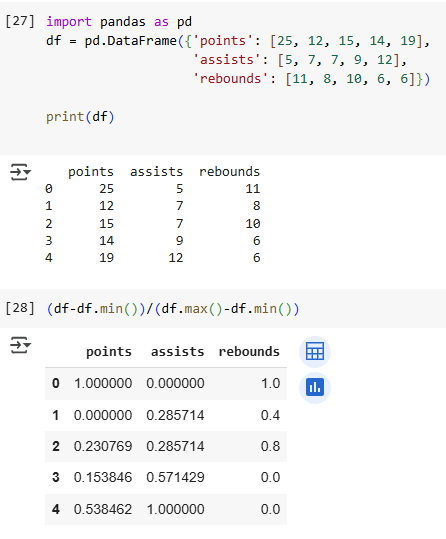 [27] import pandas as pd
df = pd.DataFrame({'points': [25, 12, 15, 14, 19],
'assists': [5, 7, 7, 9, 12],
'rebounds': [11, 8, 10, 6, 6]})
print(df)
points assists rebounds
0 25 5 11
1 12 7 8
2 15 7 10
3 14 9 6
4 19 12 6
[28] (df-df.min())/(df.max()-df.min())
points assists rebounds
0 1.000000 0.000000 1.0
1 0.000000 0.285714 0.4
2 0.230769 0.285714 0.8
3 0.153846 0.571429 0.0
4 0.538462 1.000000 0.0